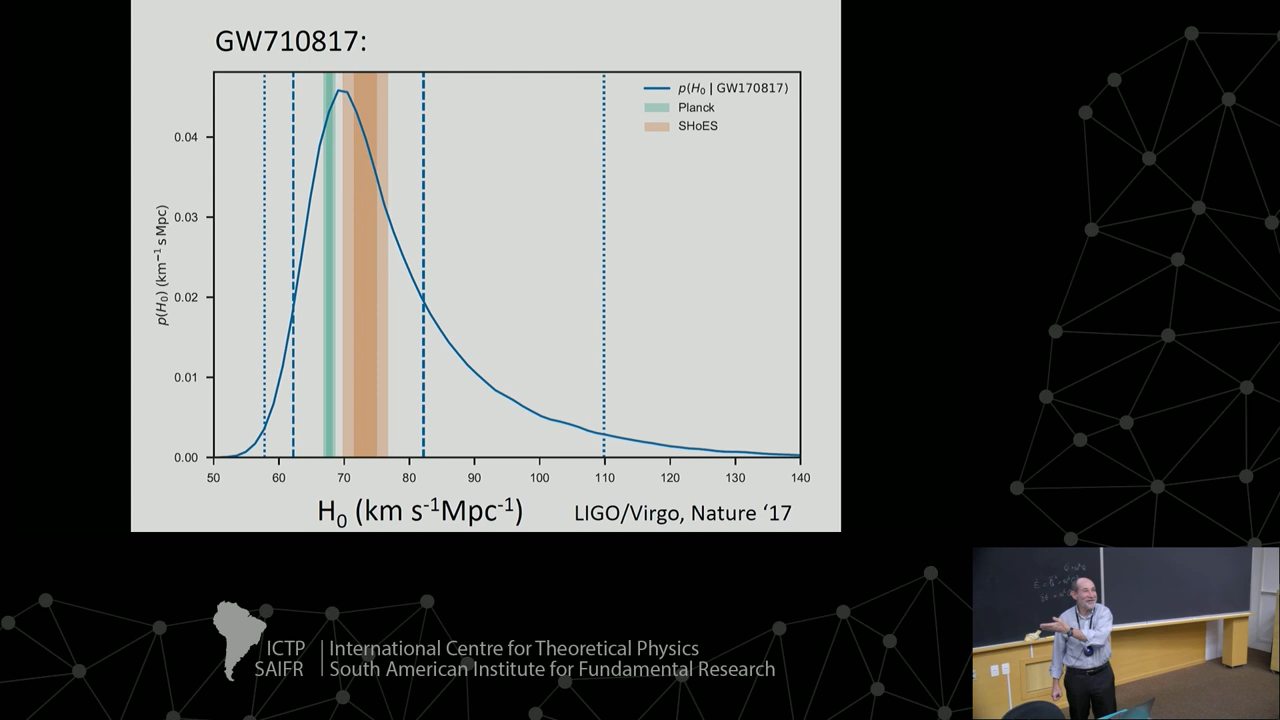 GW710817:
p(H₀ | GW170817)
Planck
SHoES
p(H₀) (km⁻¹ s Mpc)
0.04
0.03
0.02
0.01
0.00
50 60 70 80 90 100 110 120 130 140
H₀ (km s⁻¹Mpc⁻¹)
LIGO/Virgo, Nature ‘17
ICTP
SAIFR
International Centre for Theoretical Physics
South American Institute for Fundamental Research